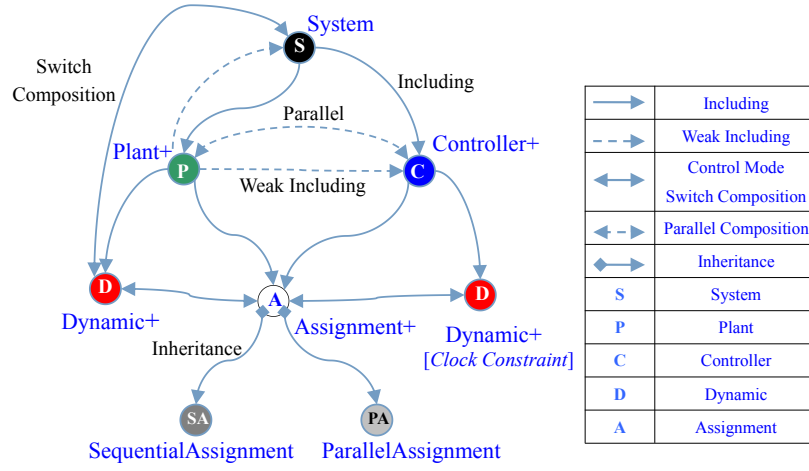 System
S
Switch
Composition
Including
Parallel
Plant+
Controller+
P
C
Weak Including
D
Dynamic+
A
Assignment+
D
Dynamic+
[Clock Constraint]
Inheritance
SA
SequentialAssignment
PA
ParallelAssignment
Including
Weak Including
Control Mode
Switch Composition
Parallel Composition
Inheritance
S System
P Plant
C Controller
D Dynamic
A Assignment